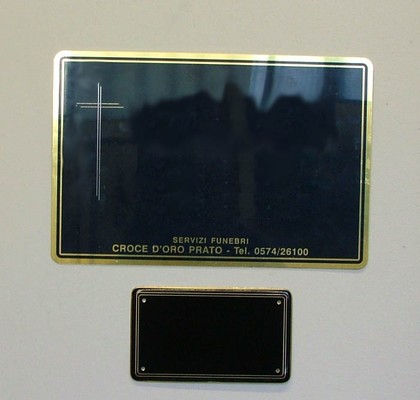 SERVIZI FUNEBRI
CROCE D'ORO PRATO - Tel. 0574/26100